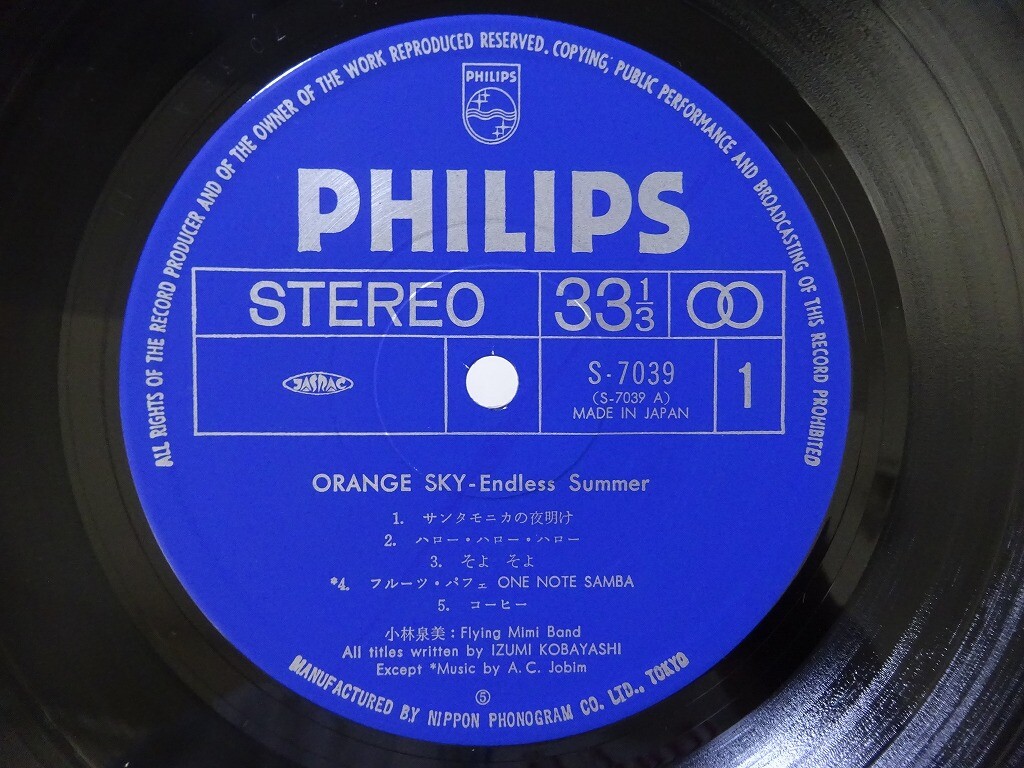 ALL RIGHTS OF THE RECORD PRODUCER AND OF THE OWNER OF THE WORK REPRODUCED RESERVED. COPYING, PUBLIC PERFORMANCE AND BROADCASTING OF THIS RECORD PROHIBITED
PHILIPS
PHILIPS
STEREO 33 1/3
JASRAC
S-7039
(S-7039 A)
MADE IN JAPAN
1
ORANGE SKY-Endless Summer
1. サンタモニカの夜明け
2. ハロー・ハロー・ハロー
3. そよ そよ
*4. フルーツ・パフェ ONE NOTE SAMBA
5. コーヒー
小林泉美：Flying Mimi Band
All titles written by IZUMI KOBAYASHI
Except *Music by A. C. Jobim
⑤
MANUFACTURED BY NIPPON PHONOGRAM CO. LTD., TOKYO